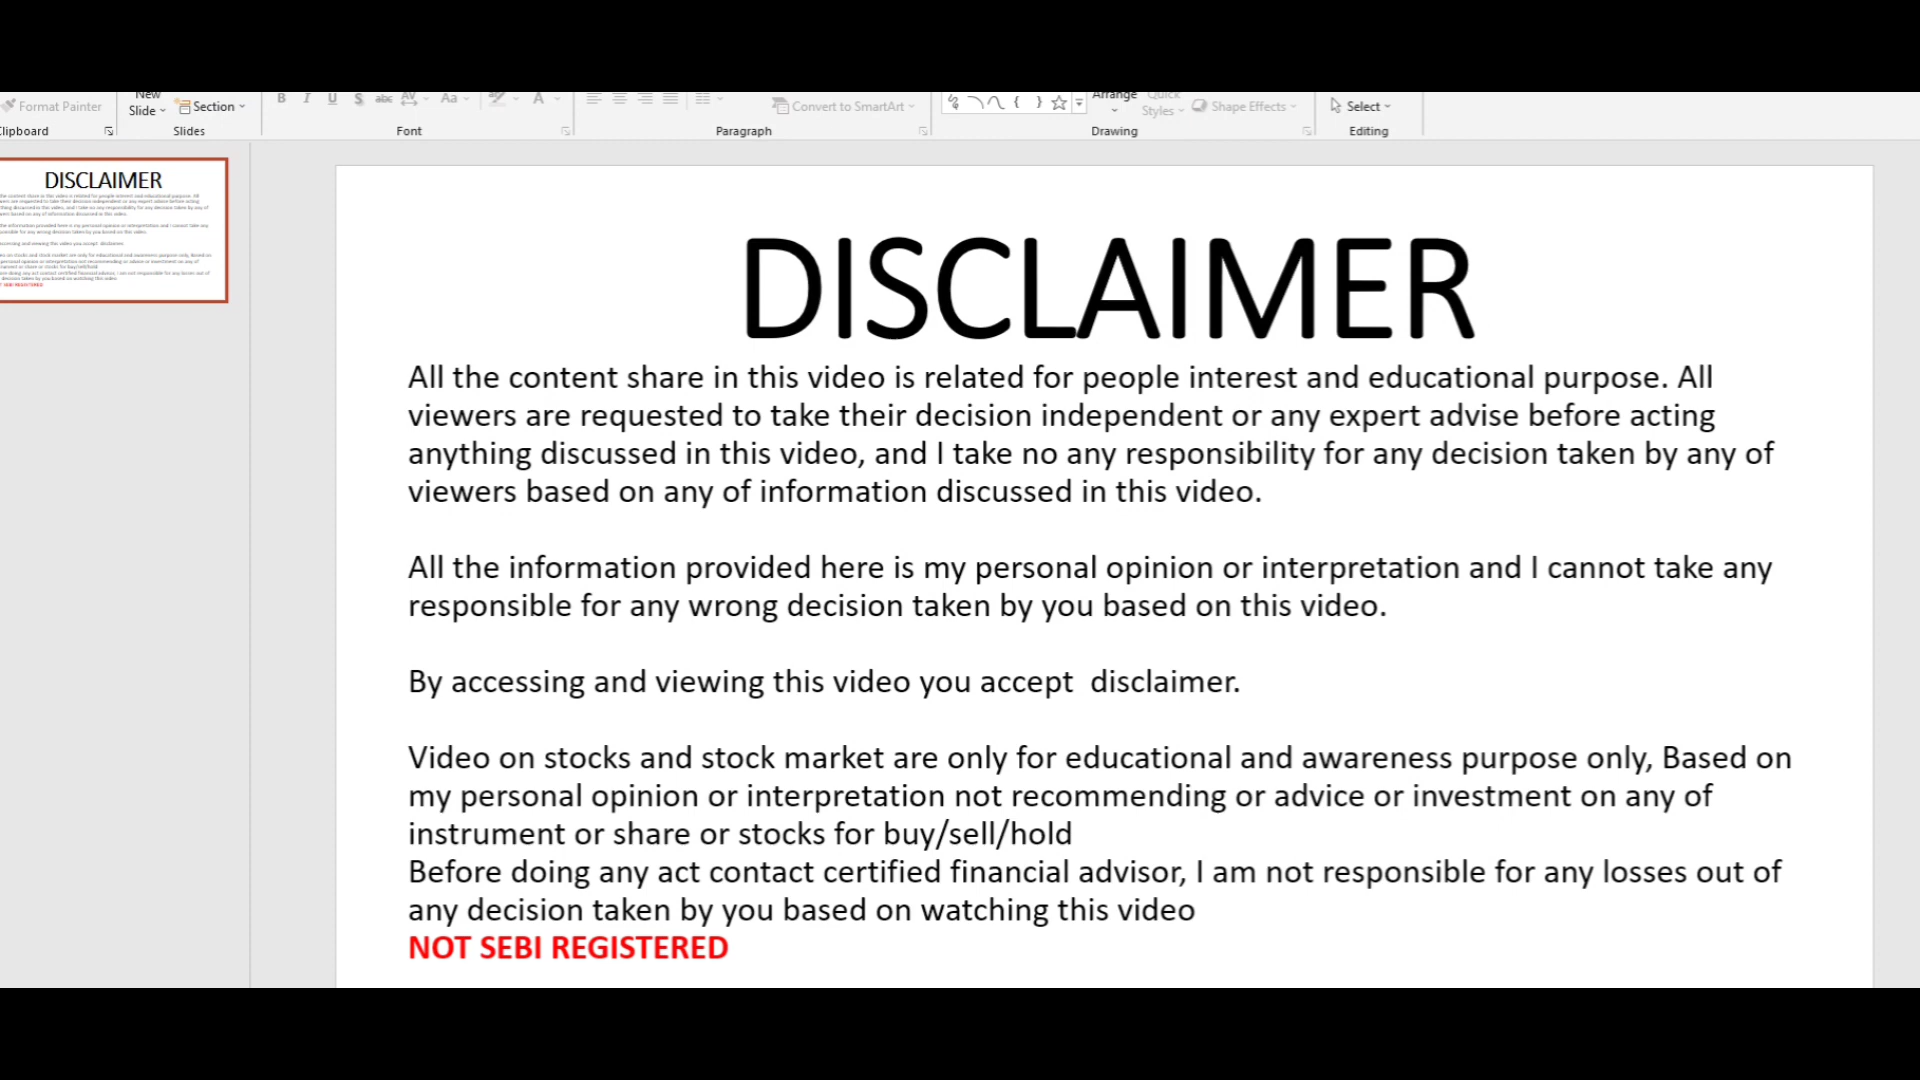 Format Painter
New
Slide
Section
B I U S abc AV Aa A
Convert to SmartArt
Arrange
Quick
Styles
Shape Effects
Select
Clipboard
Slides
Font
Paragraph
Drawing
Editing
DISCLAIMER
NOT SEBI REGISTERED
DISCLAIMER
All the content share in this video is related for people interest and educational purpose. All
viewers are requested to take their decision independent or any expert advise before acting
anything discussed in this video, and I take no any responsibility for any decision taken by any of
viewers based on any of information discussed in this video.
All the information provided here is my personal opinion or interpretation and I cannot take any
responsible for any wrong decision taken by you based on this video.
By accessing and viewing this video you accept  disclaimer.
Video on stocks and stock market are only for educational and awareness purpose only, Based on
my personal opinion or interpretation not recommending or advice or investment on any of
instrument or share or stocks for buy/sell/hold
Before doing any act contact certified financial advisor, I am not responsible for any losses out of
any decision taken by you based on watching this video
NOT SEBI REGISTERED